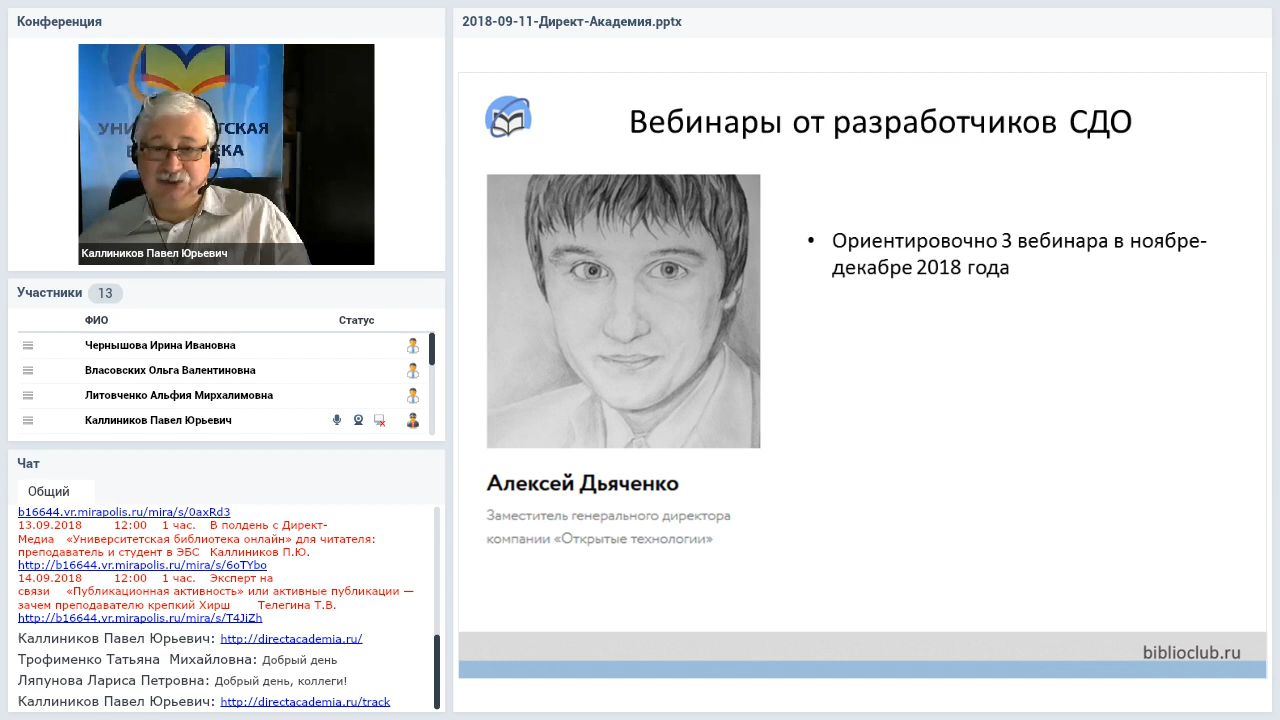 Конференция
УНИ
ТСКАЯ
КА
Каллиников Павел Юрьевич
Участники 13
ФИО Статус
Чернышова Ирина Ивановна
Власовских Ольга Валентиновна
Литовченко Альфия Мирхалимовна
Каллиников Павел Юрьевич
Чат
Общий
b16644.vr.mirapolis.ru/mira/s/0axRd3
13.09.2018 12:00 1 час. В полдень с Директ-
Медиа «Университетская библиотека онлайн» для читателя:
преподаватель и студент в ЭБС Каллиников П.Ю.
http://b16644.vr.mirapolis.ru/mira/s/6oTYbo
14.09.2018 12:00 1 час. Эксперт на
связи «Публикационная активность» или активные публикации —
зачем преподавателю крепкий Хирш Телегина Т.В.
http://b16644.vr.mirapolis.ru/mira/s/T4JiZh
Каллиников Павел Юрьевич: http://directacademia.ru/
Трофименко Татьяна Михайловна: Добрый день
Ляпунова Лариса Петровна: Добрый день, коллеги!
Каллиников Павел Юрьевич: http://directacademia.ru/track
2018-09-11-Директ-Академия.pptx
Вебинары от разработчиков СДО
• Ориентировочно 3 вебинара в ноябре-
декабре 2018 года
Алексей Дьяченко
Заместитель генерального директора
компании «Открытые технологии»
biblioclub.ru